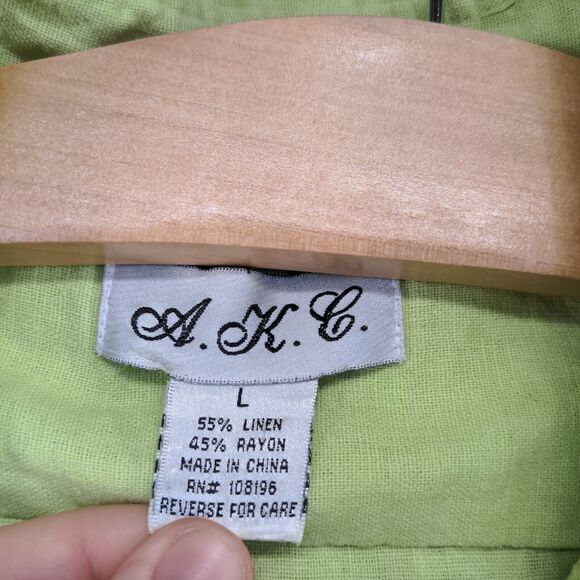 A.K.C.
L
55% LINEN
45% RAYON
MADE IN CHINA
RN# 108196
REVERSE FOR CARE